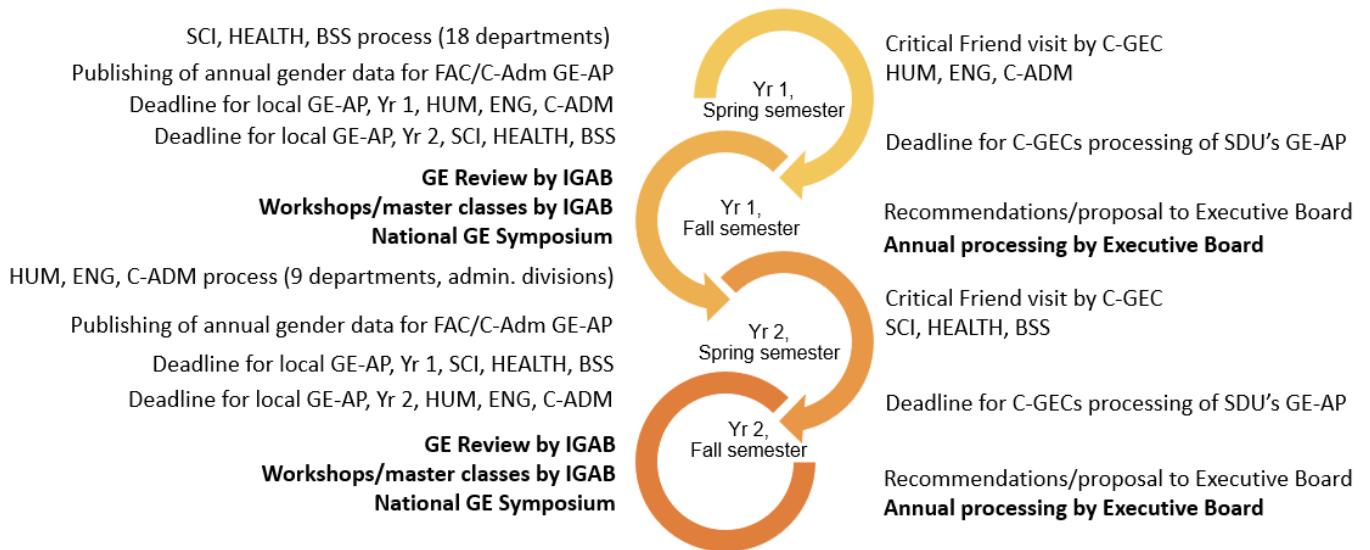 SCI, HEALTH, BSS process (18 departments)
Publishing of annual gender data for FAC/C-Adm GE-AP
Deadline for local GE-AP, Yr 1, HUM, ENG, C-ADM
Deadline for local GE-AP, Yr 2, SCI, HEALTH, BSS
GE Review by IGAB
Workshops/master classes by IGAB
National GE Symposium
HUM, ENG, C-ADM process (9 departments, admin. divisions)
Publishing of annual gender data for FAC/C-Adm GE-AP
Deadline for local GE-AP, Yr 1, SCI, HEALTH, BSS
Deadline for local GE-AP, Yr 2, HUM, ENG, C-ADM
GE Review by IGAB
Workshops/master classes by IGAB
National GE Symposium
Yr 1,
Spring semester
Yr 1,
Fall semester
Yr 2,
Spring semester
Yr 2,
Fall semester
Critical Friend visit by C-GEC
HUM, ENG, C-ADM
Deadline for C-GECs processing of SDU's GE-AP
Recommendations/proposal to Executive Board
Annual processing by Executive Board
Critical Friend visit by C-GEC
SCI, HEALTH, BSS
Deadline for C-GECs processing of SDU's GE-AP
Recommendations/proposal to Executive Board
Annual processing by Executive Board